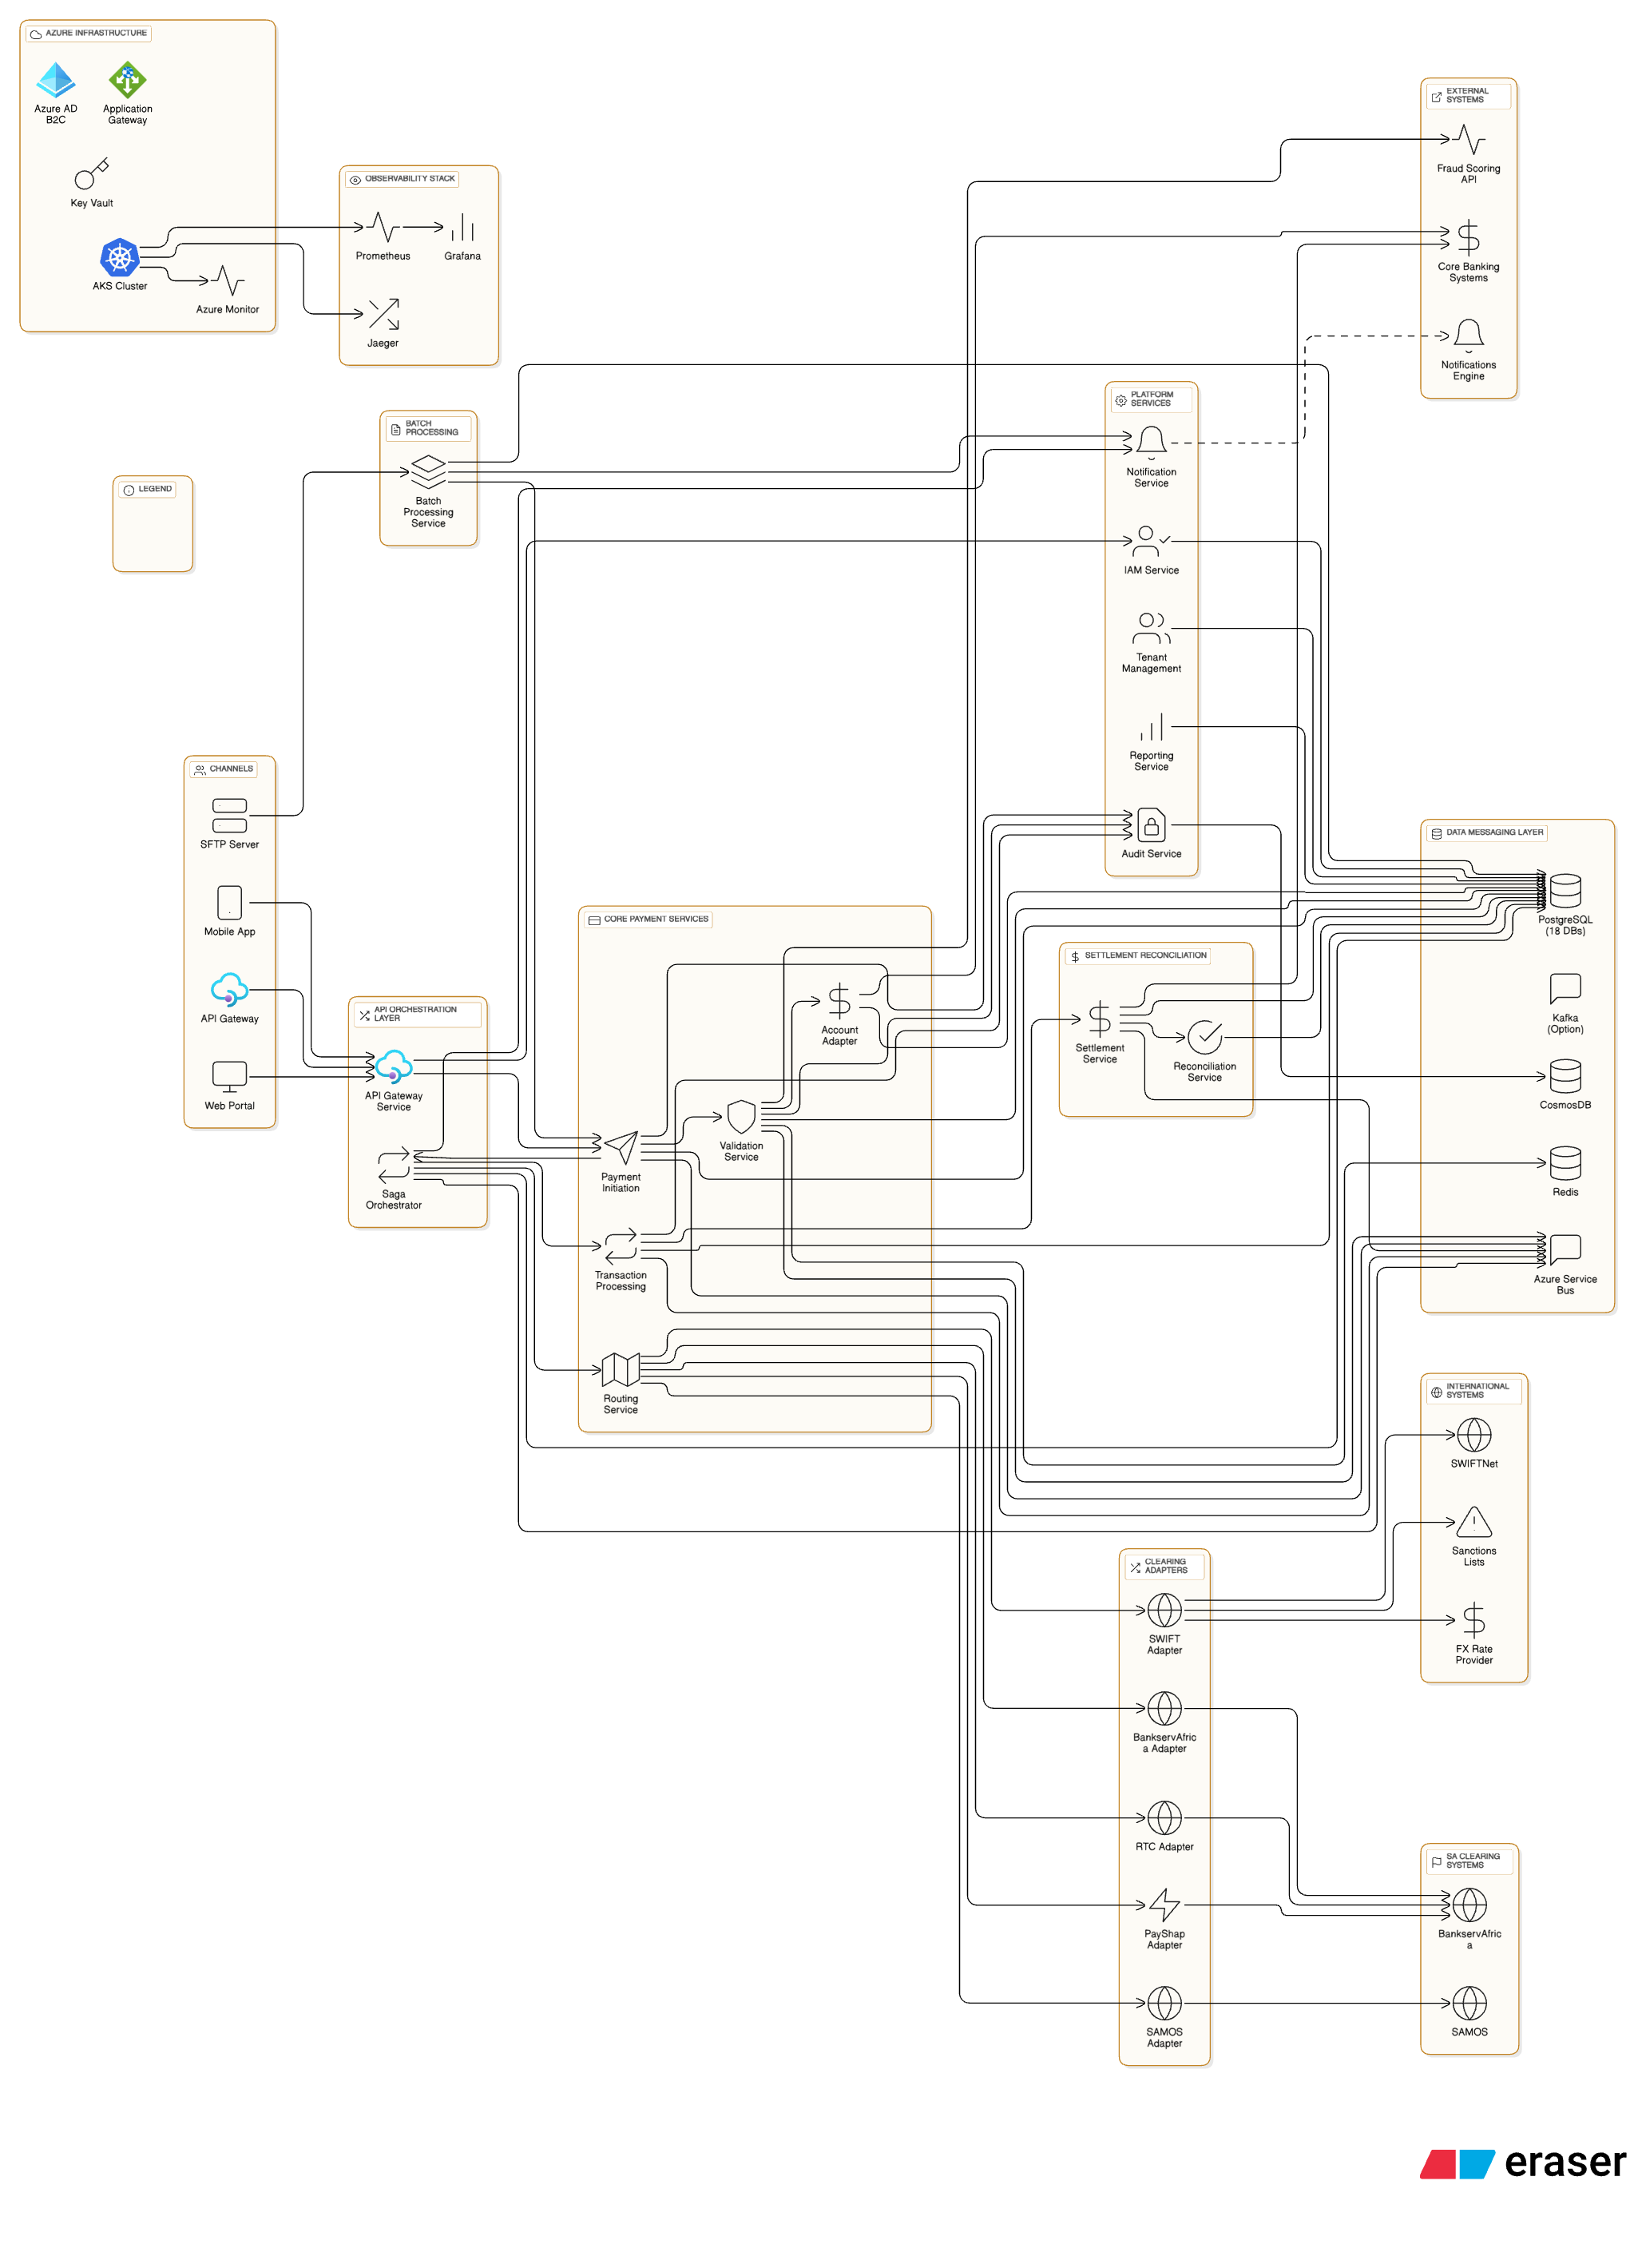 AZURE INFRASTRUCTURE
Azure AD
B2C
Application
Gateway
Key Vault
AKS Cluster
Azure Monitor
OBSERVABILITY STACK
Prometheus
Grafana
Jaeger
EXTERNAL
SYSTEMS
Fraud Scoring
API
Core Banking
Systems
Notifications
Engine
BATCH
PROCESSING
Batch
Processing
Service
LEGEND
PLATFORM
SERVICES
Notification
Service
IAM Service
Tenant
Management
Reporting
Service
Audit Service
CHANNELS
SFTP Server
Mobile App
API Gateway
Web Portal
API ORCHESTRATION
LAYER
API Gateway
Service
Saga
Orchestrator
CORE PAYMENT SERVICES
Account
Adapter
Validation
Service
Payment
Initiation
Transaction
Processing
Routing
Service
SETTLEMENT RECONCILIATION
Settlement
Service
Reconciliation
Service
DATA MESSAGING LAYER
PostgreSQL
(18 DBs)
Kafka
(Option)
CosmosDB
Redis
Azure Service
Bus
INTERNATIONAL
SYSTEMS
SWIFTNet
Sanctions
Lists
FX Rate
Provider
CLEARING
ADAPTERS
SWIFT
Adapter
BankservAfric
a Adapter
RTC Adapter
PayShap
Adapter
SAMOS
Adapter
SA CLEARING
SYSTEMS
BankservAfric
a
SAMOS
eraser